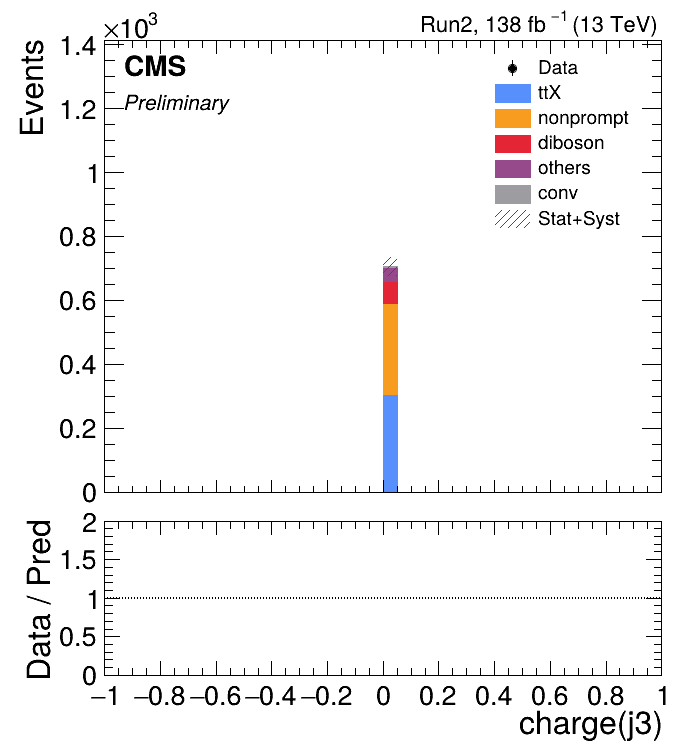 ×10³
Run2, 138 fb⁻¹ (13 TeV)
Events
1.4
1.2
1
0.8
0.6
0.4
0.2
0
CMS
Preliminary
Data
ttX
nonprompt
diboson
others
conv
Stat+Syst
Data / Pred
2
1.5
1
0.5
0
−1 −0.8 −0.6 −0.4 −0.2 0 0.2 0.4 0.6 0.8 1
charge(j3)